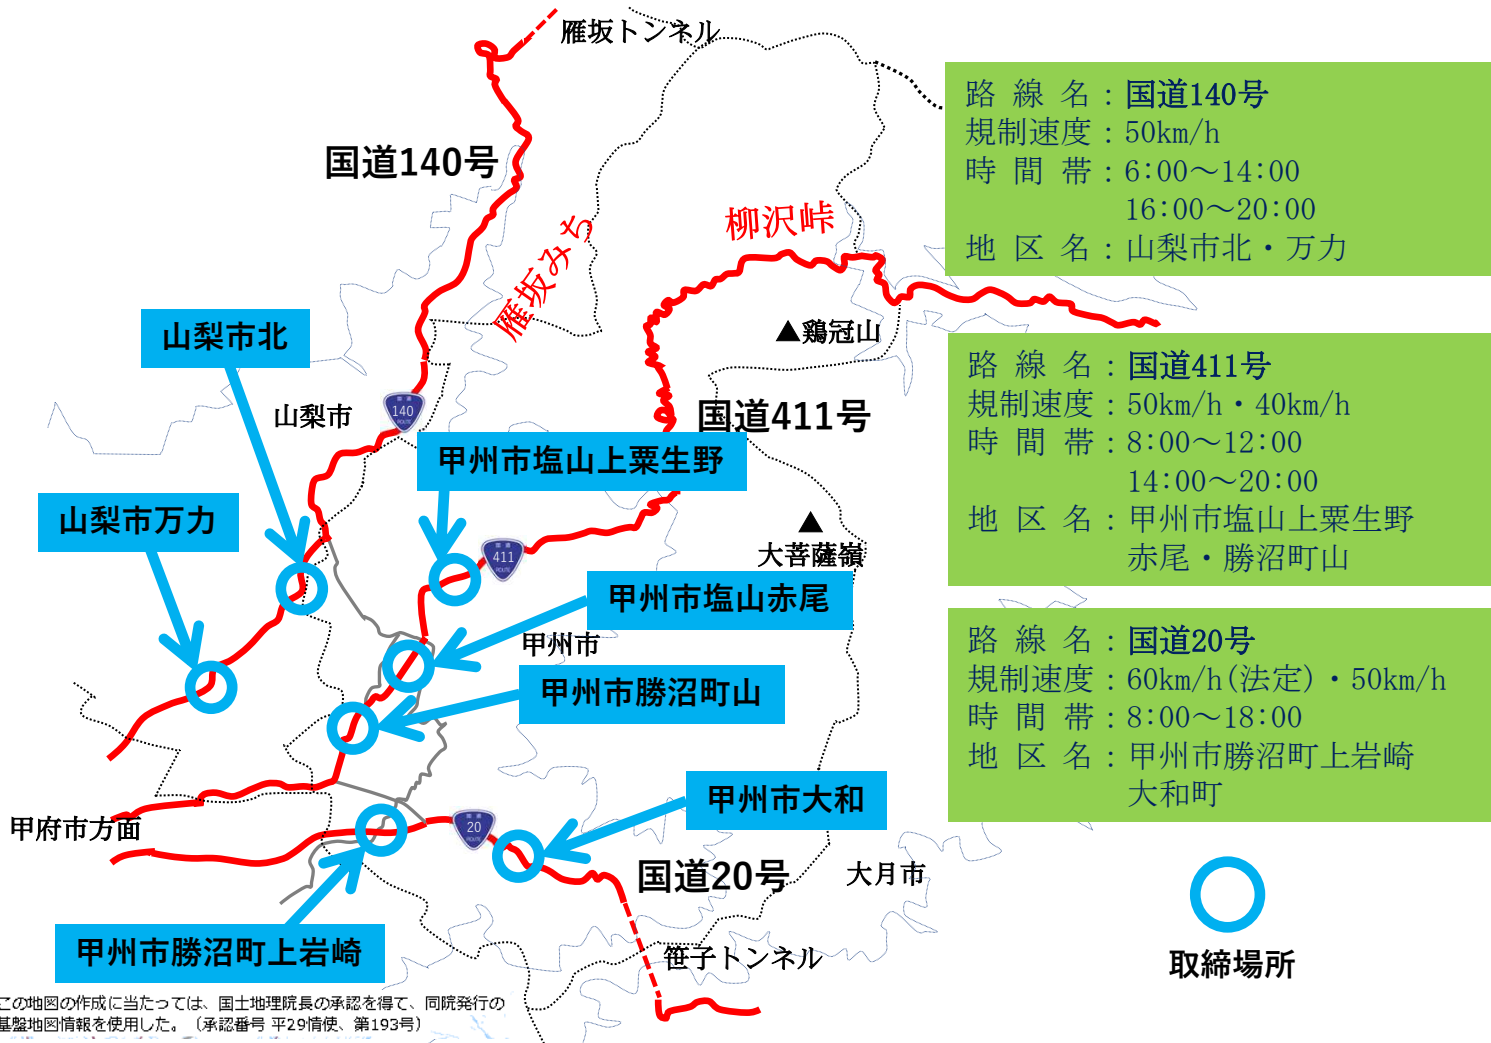 雁坂トンネル
国道140号
雁坂みち
柳沢峠
山梨市北
▲鶏冠山
山梨市
国道
140
ROUTE
国道411号
甲州市塩山上粟生野
山梨市万力
▲
大菩薩嶺
国道
411
ROUTE
甲州市塩山赤尾
甲州市
甲州市勝沼町山
甲州市大和
甲府市方面
国道
20
ROUTE
国道20号
大月市
甲州市勝沼町上岩崎
笹子トンネル
この地図の作成に当たっては、国土地理院長の承認を得て、同院発行の
基盤地図情報を使用した。〔承認番号 平29情使、第193号〕
路線名：国道140号
規制速度：50km/h
時間帯：6:00～14:00
16:00～20:00
地区名：山梨市北・万力
路線名：国道411号
規制速度：50km/h・40km/h
時間帯：8:00～12:00
14:00～20:00
地区名：甲州市塩山上粟生野
赤尾・勝沼町山
路線名：国道20号
規制速度：60km/h(法定)・50km/h
時間帯：8:00～18:00
地区名：甲州市勝沼町上岩崎
大和町
取締場所